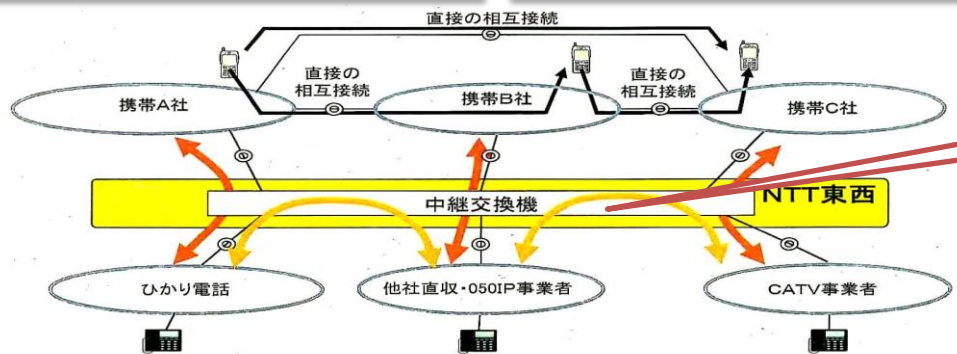 直接の相互接続
直接の
相互接続
直接の
相互接続
携帯A社
携帯B社
携帯C社
NTT東西
中継交換機
ひかり電話
他社直収・050IP事業者
CATV事業者